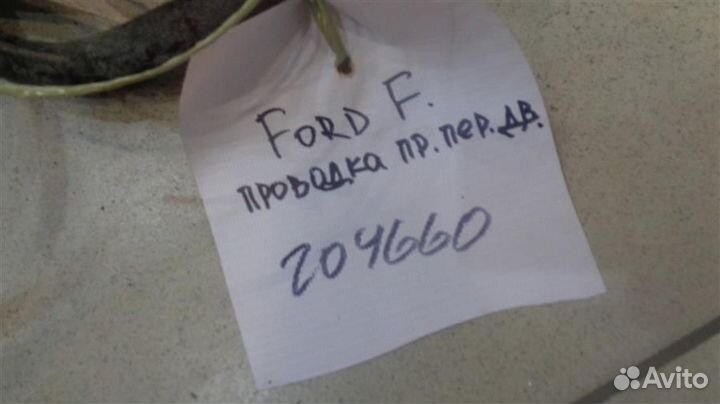 FORD F.
проводка пр. пер. дв.
204660
Avito